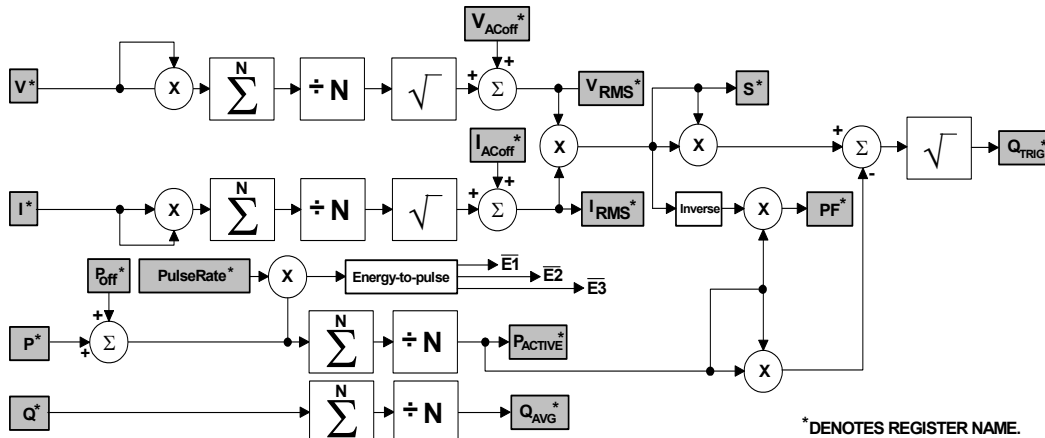 V_ACoff*
V*
X
N
Σ
÷ N
√
+
+
Σ
V_RMS*
S*
I_ACoff*
X
X
+
Σ
-
√
Q_TRIG*
I*
X
N
Σ
÷ N
√
+
+
Σ
I_RMS*
Inverse
X
PF*
P_off*
PulseRate*
X
Energy-to-pulse
E1̅
E2̅
E3̅
P*
+
+
Σ
N
Σ
÷ N
P_ACTIVE*
X
Q*
N
Σ
÷ N
Q_AVG*
*DENOTES REGISTER NAME.